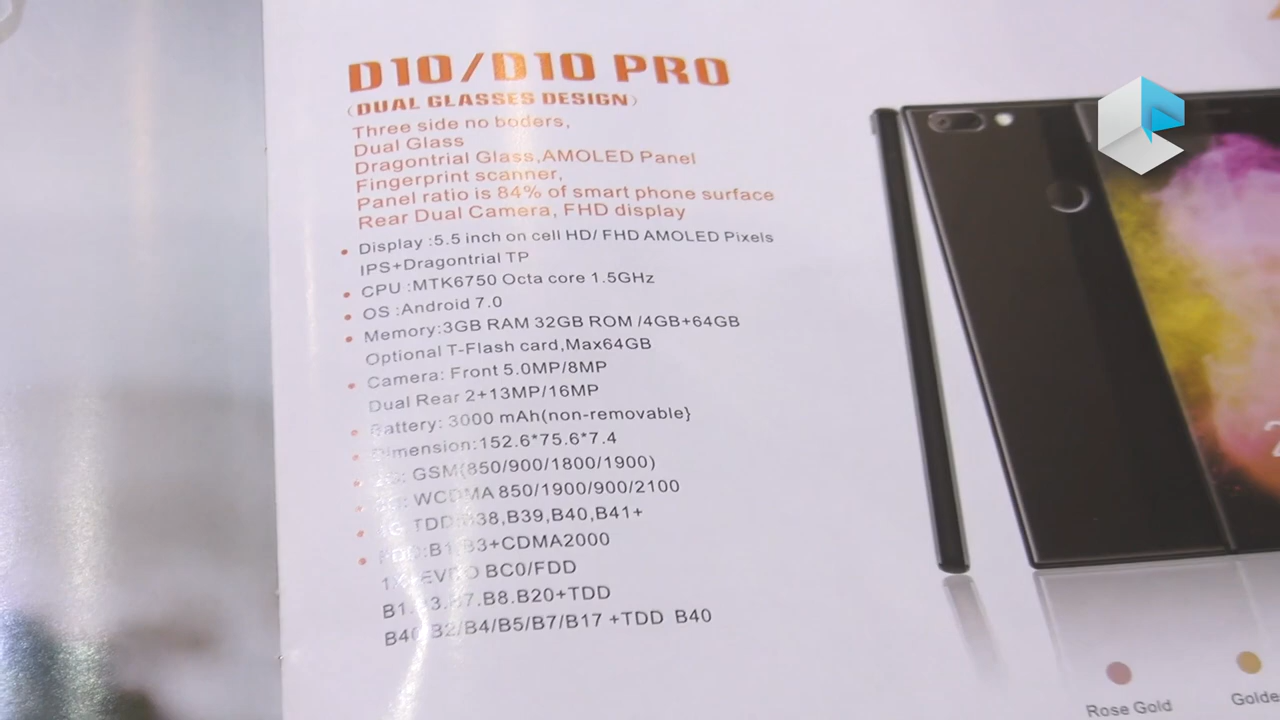 D10/D10 PRO
(DUAL GLASSES DESIGN)
Three side no boders,
Dual Glass
Dragontrial Glass,AMOLED Panel
Fingerprint scanner,
Panel ratio is 84% of smart phone surface
Rear Dual Camera, FHD display
• Display :5.5 inch on cell HD/ FHD AMOLED Pixels
IPS+Dragontrial TP
• CPU :MTK6750 Octa core 1.5GHz
• OS :Android 7.0
• Memory:3GB RAM 32GB ROM /4GB+64GB
Optional T-Flash card,Max64GB
• Camera: Front 5.0MP/8MP
Dual Rear 2+13MP/16MP
• Battery: 3000 mAh(non-removable}
• Dimension:152.6*75.6*7.4
• GSM(850/900/1800/1900)
• WCDMA 850/1900/900/2100
• TDD:B38,B39,B40,B41+
• FDD:B1.B3+CDMA2000
BC0/FDD
B1.B3.B7.B8.B20+TDD
B40 B2/B4/B5/B7/B17 +TDD B40
Rose Gold